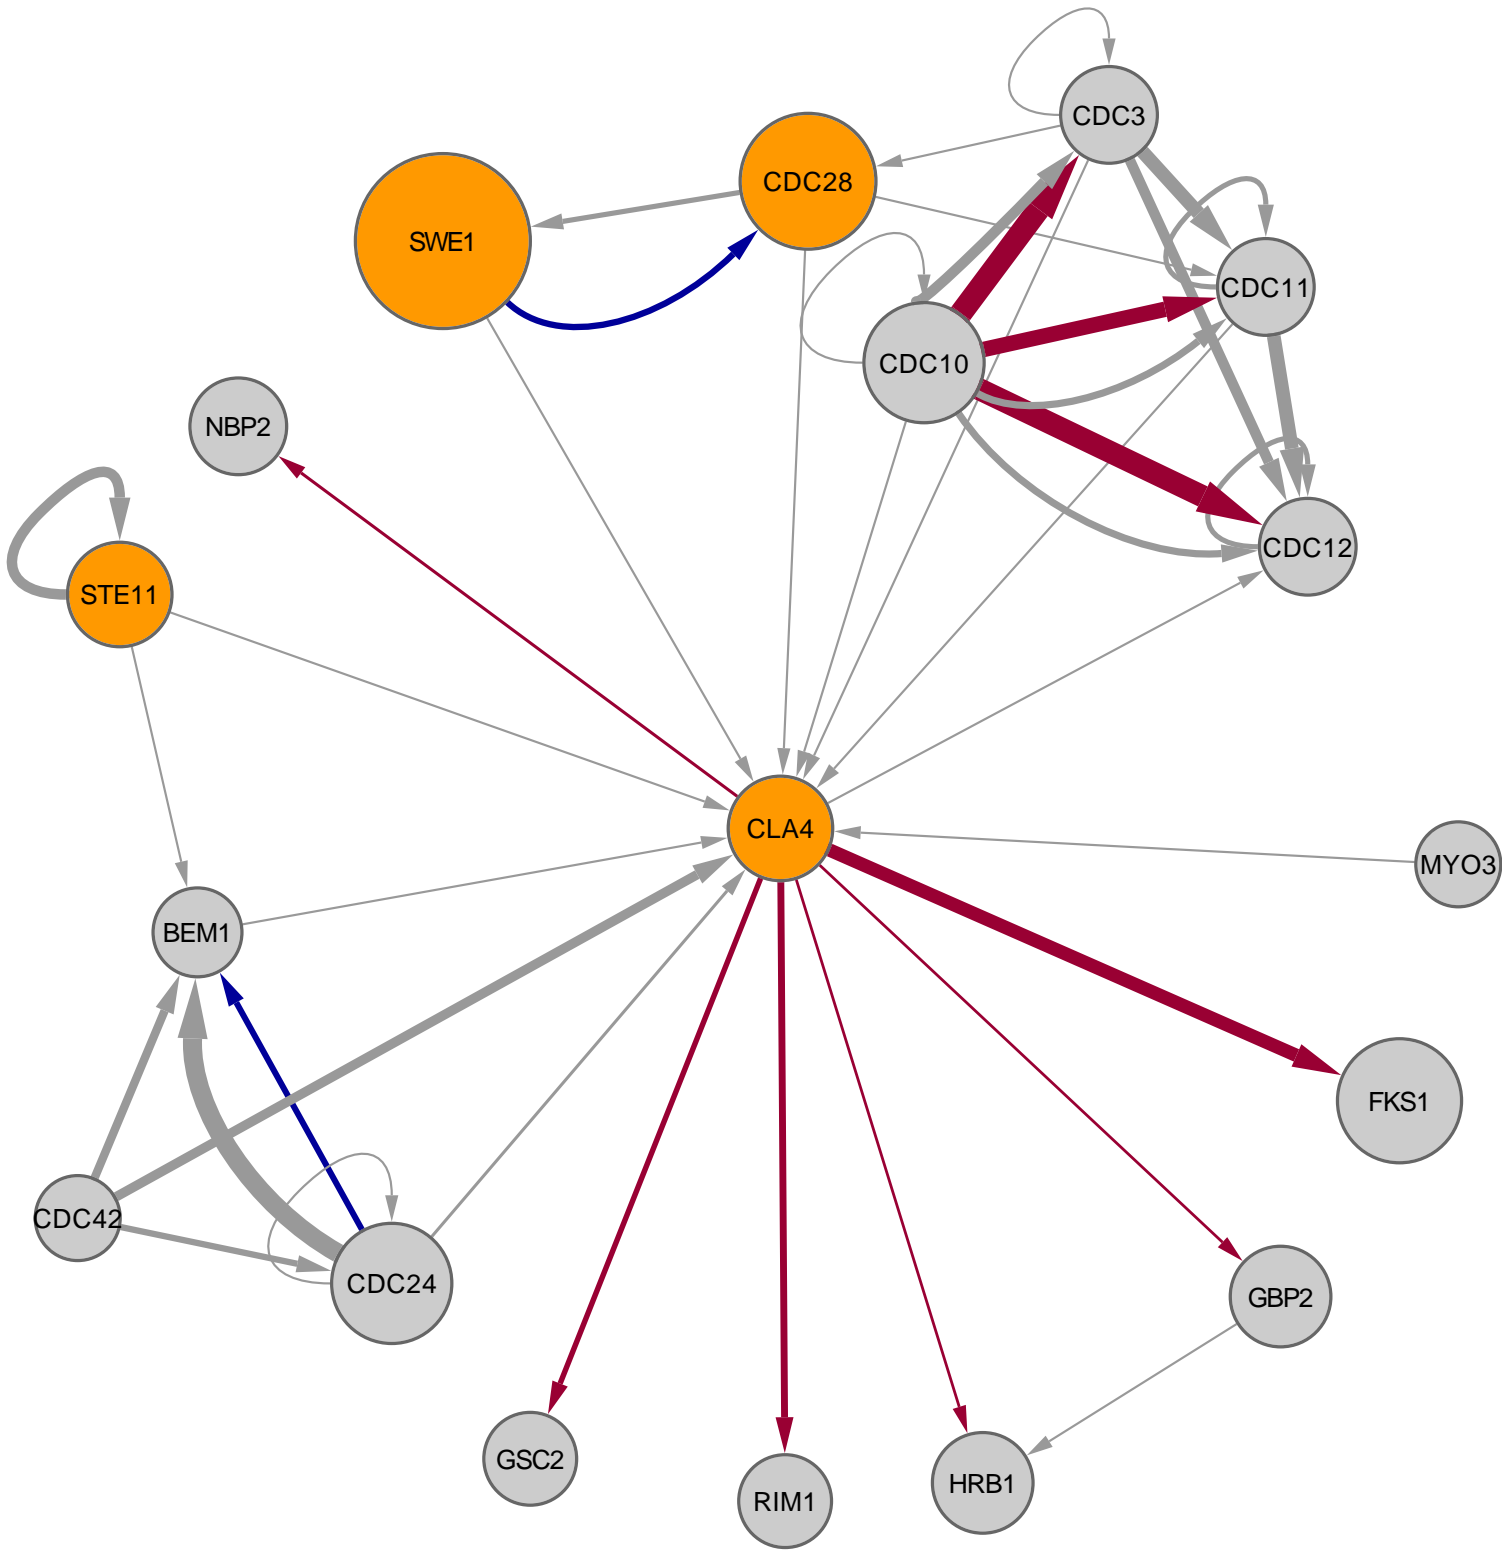 CDC3
CDC28
SWE1
CDC11
CDC10
NBP2
CDC12
STE11
CLA4
MYO3
BEM1
FKS1
CDC42
CDC24
GBP2
GSC2
HRB1
RIM1